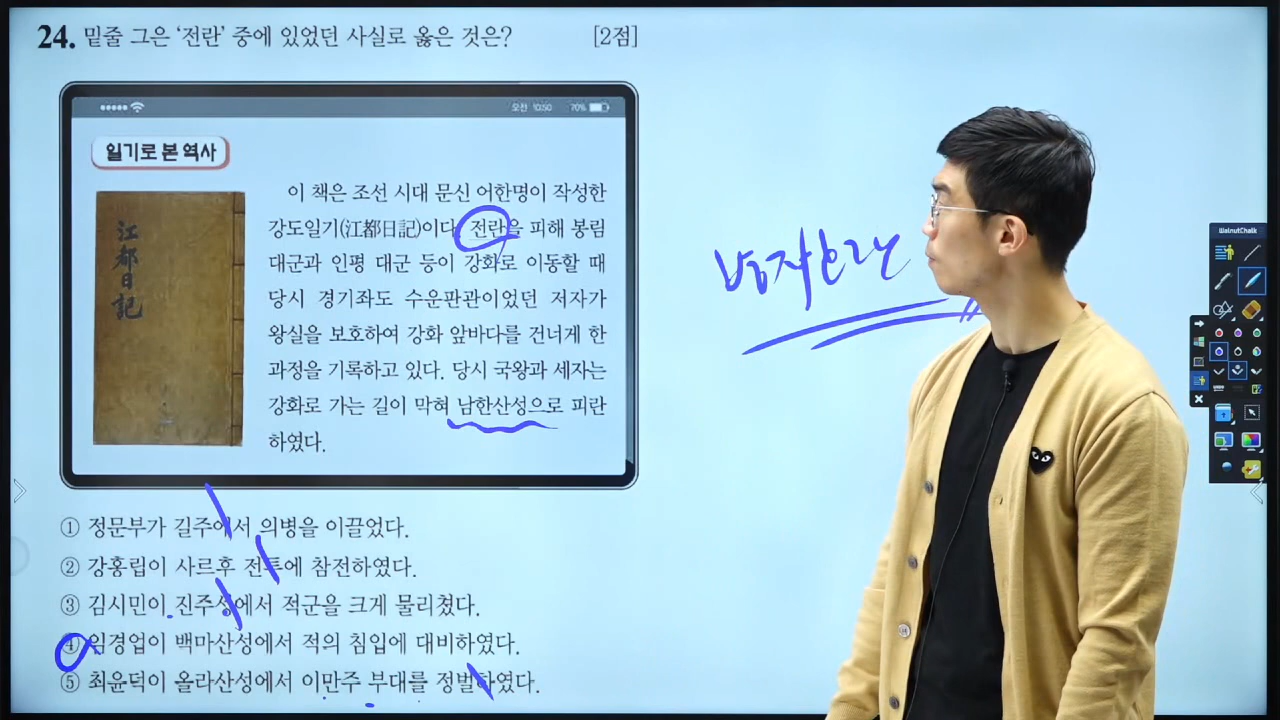 24. 밑줄 그은 ‘전란’ 중에 있었던 사실로 옳은 것은? [2점]
오전 10:50 70%
일기로 본 역사
江都日記
이 책은 조선 시대 문신 어한명이 작성한
강도일기(江都日記)이다. 전란을 피해 봉림
대군과 인평 대군 등이 강화로 이동할 때
당시 경기좌도 수운판관이었던 저자가
왕실을 보호하여 강화 앞바다를 건너게 한
과정을 기록하고 있다. 당시 국왕과 세자는
강화로 가는 길이 막혀 남한산성으로 피란
하였다.
병자호란
① 정문부가 길주에서 의병을 이끌었다.
② 강홍립이 사르후 전투에 참전하였다.
③ 김시민이 진주성에서 적군을 크게 물리쳤다.
④ 임경업이 백마산성에서 적의 침입에 대비하였다.
⑤ 최윤덕이 올라산성에서 이만주 부대를 정벌하였다.
WalnutChalk